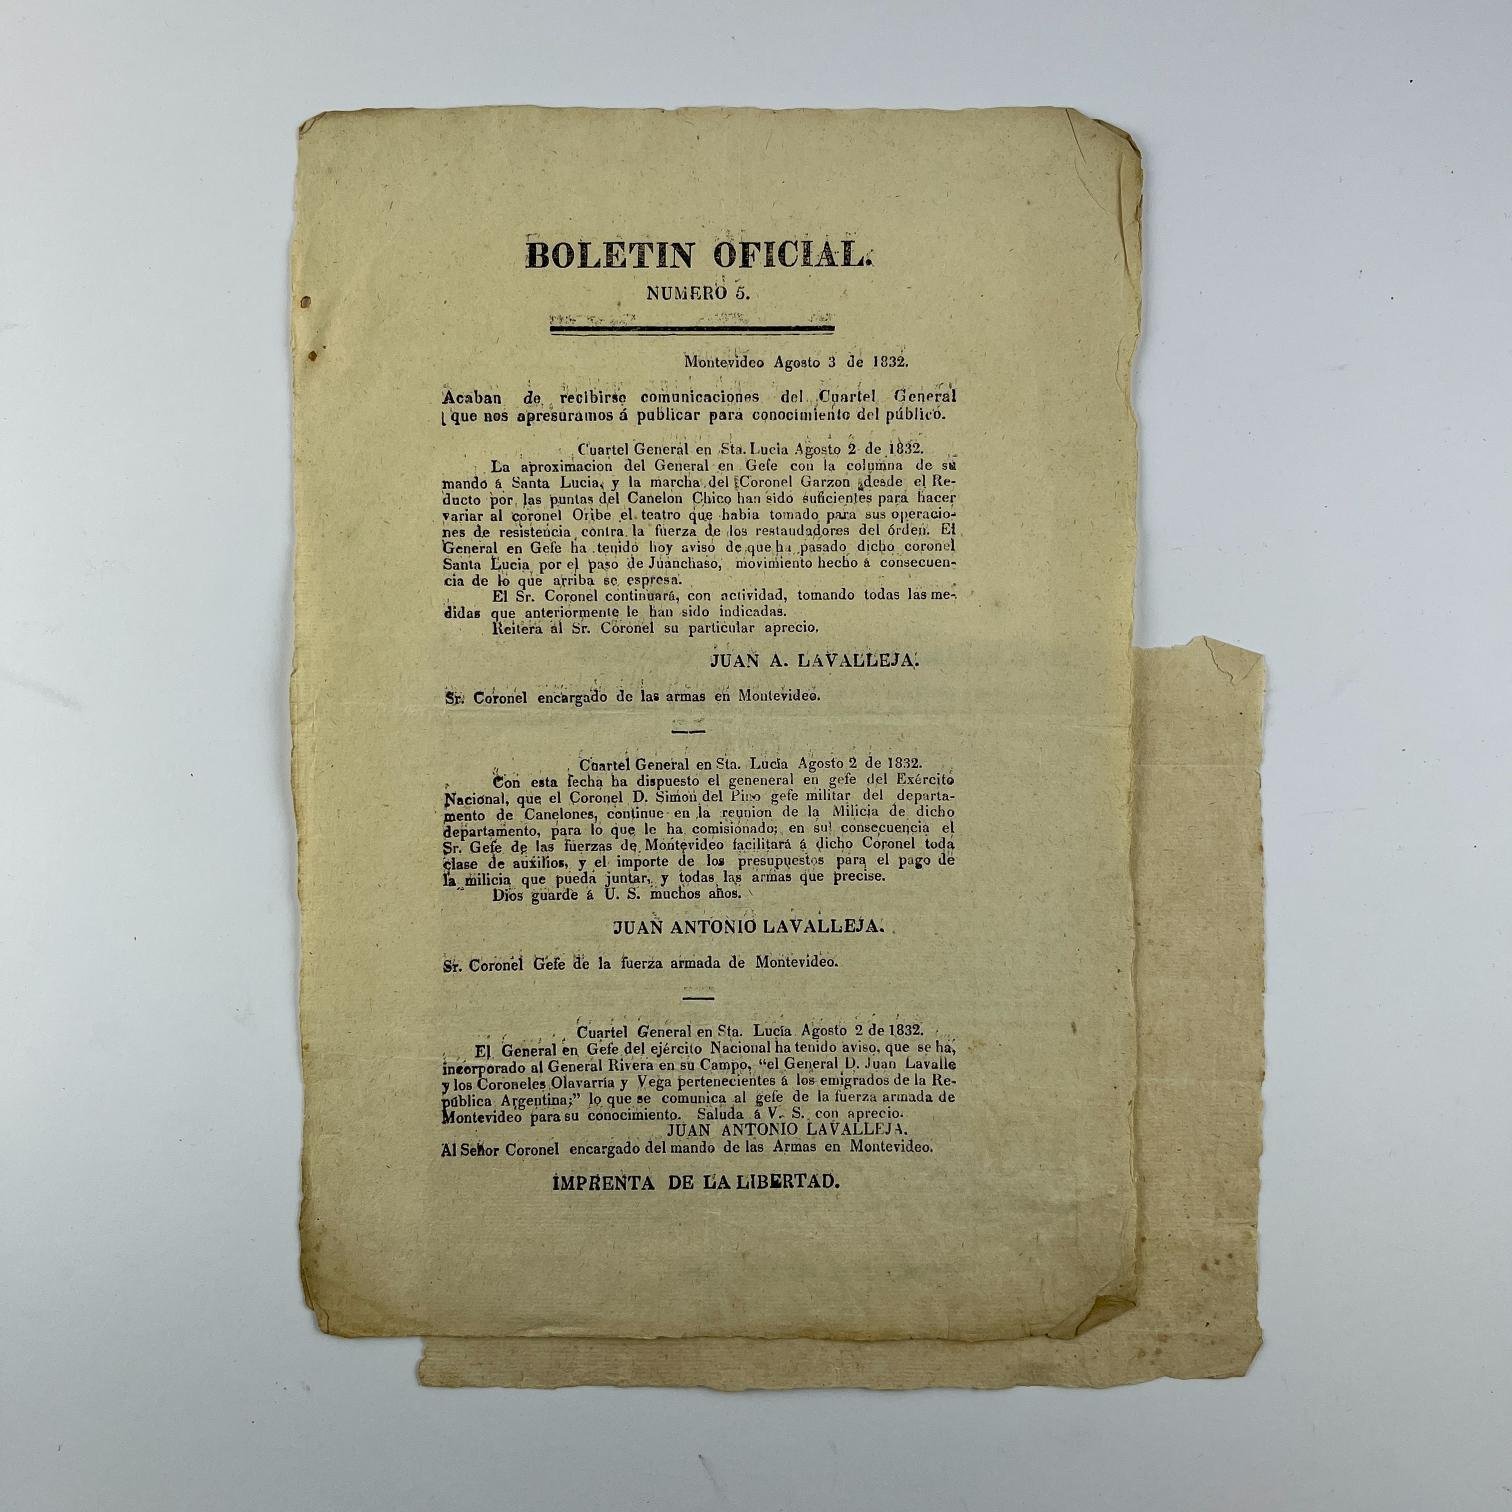 BOLETIN OFICIAL.
NUMERO 5.
Montevideo Agosto 3 de 1832.
Acaban de recibirse comunicaciones del Cuartel General
que nos apresuramos á publicar para conocimiento del público.
Cuartel General en Sta. Lucia Agosto 2 de 1832.
La aproximacion del General en Gefe con la columna de su
mando á Santa Lucia, y la marcha del Coronel Garzon desde el Re-
ducto por las puntas del Canelon Chico han sido suficientes para hacer
variar al coronel Oribe el teatro que habia tomado para sus operacio-
nes de resistencia contra la fuerza de los restaudadores del órden. El
General en Gefe ha tenido hoy aviso de que ha pasado dicho coronel
Santa Lucia por el paso de Juanchaso, movimiento hecho á consecuen-
cia de lo que arriba se espresa.
El Sr. Coronel continuará, con actividad, tomando todas las me-
didas que anteriormente le han sido indicadas.
Reitera al Sr. Coronel su particular aprecio.
JUAN A. LAVALLEJA.
Sr. Coronel encargado de las armas en Montevideo.
Cuartel General en Sta. Lucia Agosto 2 de 1832.
Con esta fecha ha dispuesto el geneneral en gefe del Exército
Nacional, que el Coronel D. Simon del Pino gefe militar del departa-
mento de Canelones, continue en la reunion de la Milicia de dicho
departamento, para lo que le ha comisionado; en su consecuencia el
Sr. Gefe de las fuerzas de Montevideo facilitará á dicho Coronel toda
clase de auxilios, y el importe de los presupuestos para el pago de
la milicia que pueda juntar, y todas las armas que precise.
Dios guarde á U. S. muchos años.
JUAN ANTONIO LAVALLEJA.
Sr. Coronel Gefe de la fuerza armada de Montevideo.
Cuartel General en Sta. Lucía Agosto 2 de 1832.
El General en Gefe del ejército Nacional ha tenido aviso, que se ha,
incorporado al General Rivera en su Campo, "el General D. Juan Lavalle
y los Coroneles Olavarría y Vega pertenecientes á los emigrados de la Re-
pública Argentina;" lo que se comunica al gefe de la fuerza armada de
Montevideo para su conocimiento. Saluda á V. S. con aprecio.
JUAN ANTONIO LAVALLEJA.
Al Señor Coronel encargado del mando de las Armas en Montevideo.
IMPRENTA DE LA LIBERTAD.